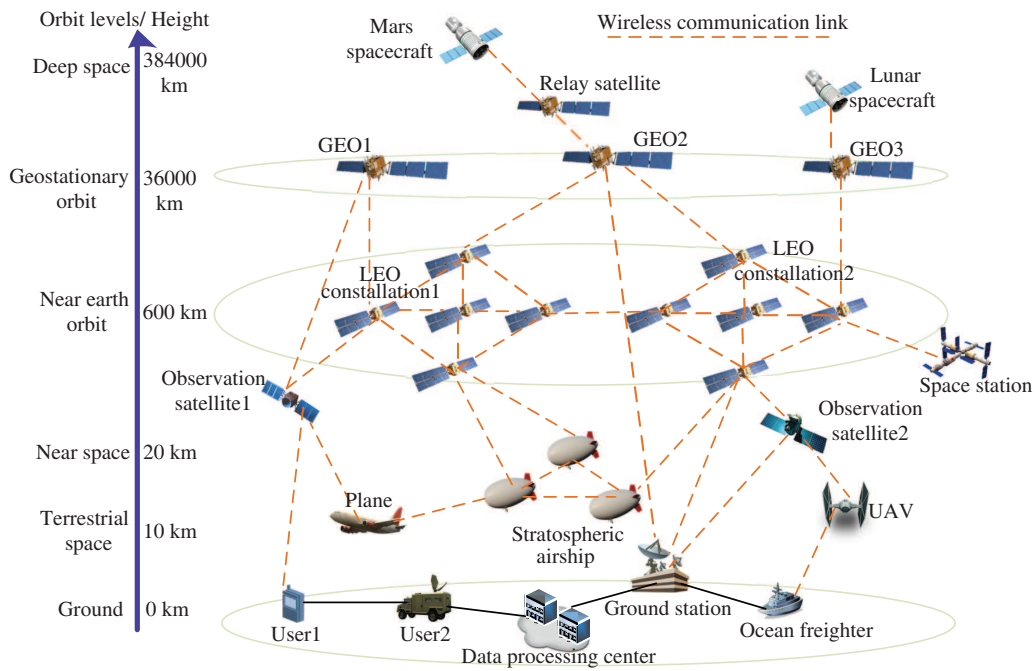 Orbit levels/ Height
Wireless communication link
Mars
spacecraft
Deep space
384000
km
Relay satellite
Lunar
spacecraft
GEO1
GEO2
GEO3
Geostationary
orbit
36000
km
LEO
constallation1
LEO
constallation2
Near earth
orbit
600 km
Observation
satellite1
Space station
Observation
satellite2
Near space
20 km
Plane
UAV
Terrestrial
space
10 km
Stratospheric
airship
Ground
0 km
User1
User2
Ground station
Ocean freighter
Data processing center